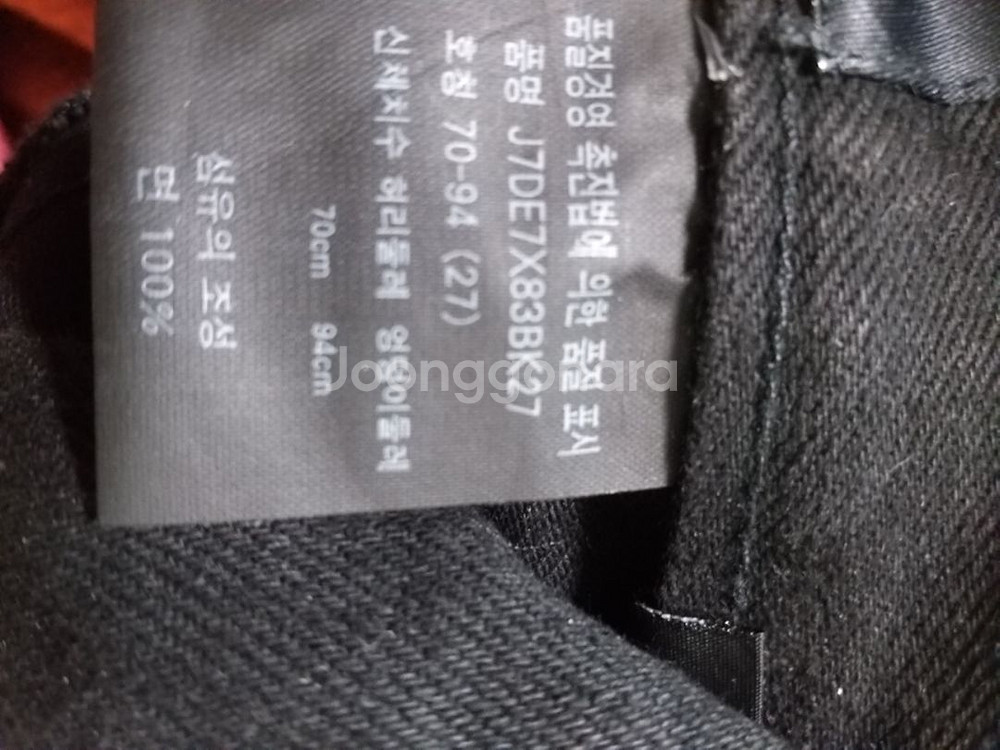 품질경영 촉진법에 의한 품질 표시
품명 J7DE7X83BK27
호칭 70-94 (27)
신체치수 허리둘레 엉덩이둘레
70cm 94cm
섬유의 조성
면 100%
Joonggonara